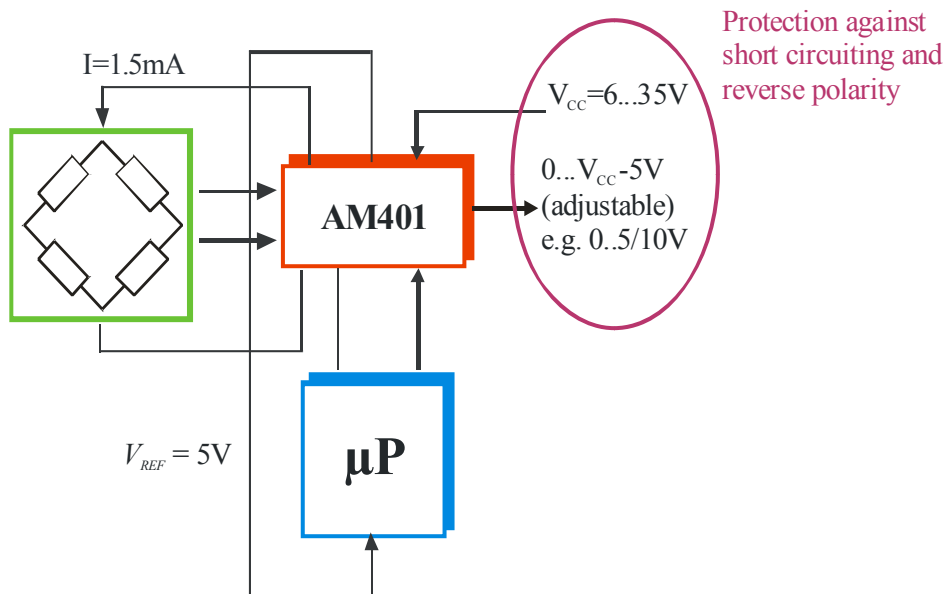 Protection against
short circuiting and
reverse polarity
I=1.5mA
VCC=6...35V
0...VCC-5V
(adjustable)
e.g. 0..5/10V
AM401
VREF = 5V
µP